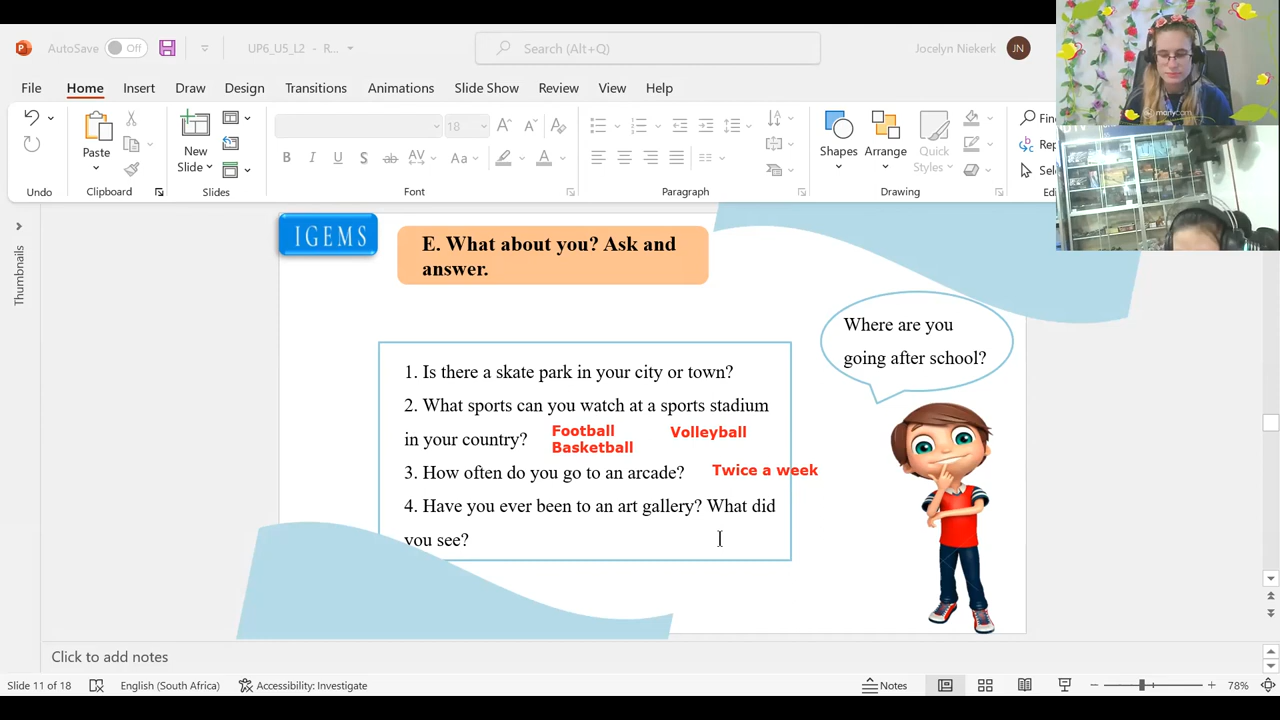 AutoSave
Off
UP6_U5_L2 - R...
Search (Alt+Q)
Jocelyn Niekerk
JN
File
Home
Insert
Draw
Design
Transitions
Animations
Slide Show
Review
View
Help
Paste
New
Slide
18
B I U S ab AV Aa A
Shapes
Arrange
Quick
Styles
Undo
Clipboard
Slides
Font
Paragraph
Drawing
manycam
Thumbnails
IGEMS
E. What about you? Ask and
answer.
Where are you
going after school?
1. Is there a skate park in your city or town?
2. What sports can you watch at a sports stadium
in your country?
Football
Basketball
Volleyball
3. How often do you go to an arcade?
Twice a week
4. Have you ever been to an art gallery? What did
you see?
Click to add notes
Slide 11 of 18
English (South Africa)
Accessibility: Investigate
Notes
78%